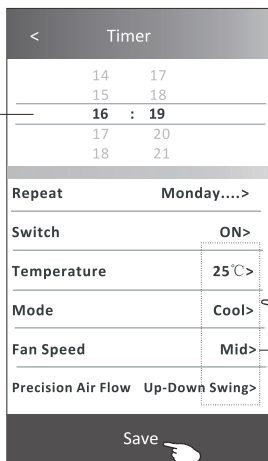 < Timer
14 17
15 18
16 : 19
17 20
18 21
Repeat Monday....>
Switch ON>
Temperature 25℃>
Mode Cool>
Fan Speed Mid>
Precision Air Flow Up-Down Swing>
Save